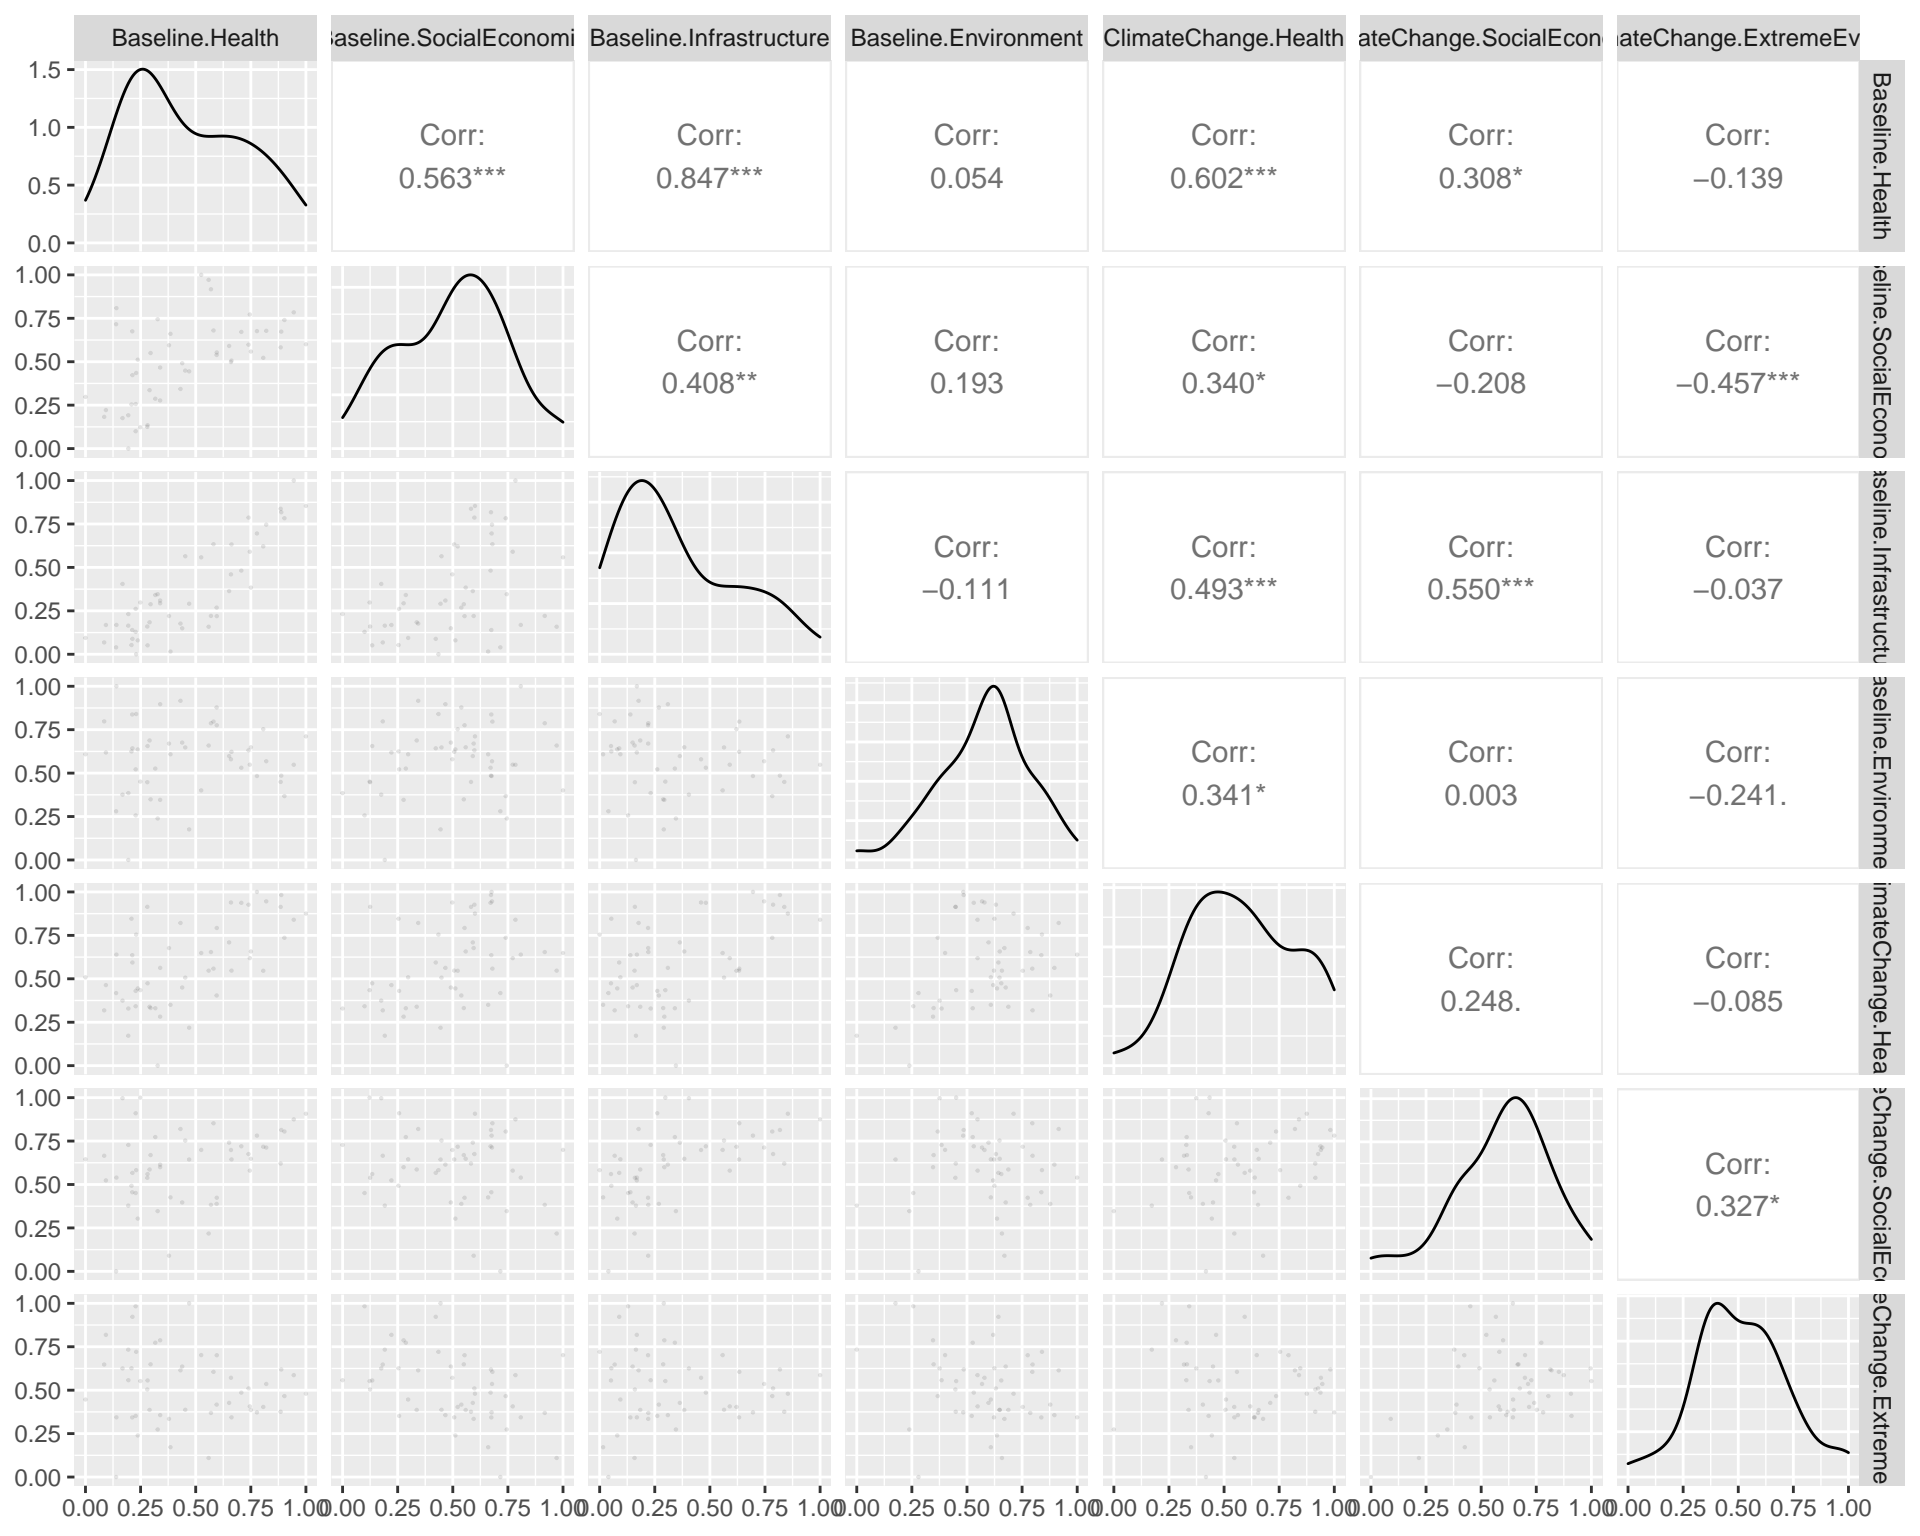 Baseline.Health
Baseline.SocialEconomi
Baseline.Infrastructure
Baseline.Environment
ClimateChange.Health
ateChange.SocialEcon
ateChange.ExtremeEv
1.5
1.0
0.5
0.0
Corr:
0.563***
Corr:
0.847***
Corr:
0.054
Corr:
0.602***
Corr:
0.308*
Corr:
−0.139
Baseline.Health
1.00
0.75
0.50
0.25
0.00
Corr:
0.408**
Corr:
0.193
Corr:
0.340*
Corr:
−0.208
Corr:
−0.457***
eline.SocialEcono
1.00
0.75
0.50
0.25
0.00
Corr:
−0.111
Corr:
0.493***
Corr:
0.550***
Corr:
−0.037
aseline.Infrastructu
1.00
0.75
0.50
0.25
0.00
Corr:
0.341*
Corr:
0.003
Corr:
−0.241.
aseline.Environme
1.00
0.75
0.50
0.25
0.00
Corr:
0.248.
Corr:
−0.085
imateChange.Hea
1.00
0.75
0.50
0.25
0.00
Corr:
0.327*
eChange.SocialEco
1.00
0.75
0.50
0.25
0.00
eChange.Extreme
0.00 0.25 0.50 0.75 1.00
0.00 0.25 0.50 0.75 1.00
0.00 0.25 0.50 0.75 1.00
0.00 0.25 0.50 0.75 1.00
0.00 0.25 0.50 0.75 1.00
0.00 0.25 0.50 0.75 1.00
0.00 0.25 0.50 0.75 1.00